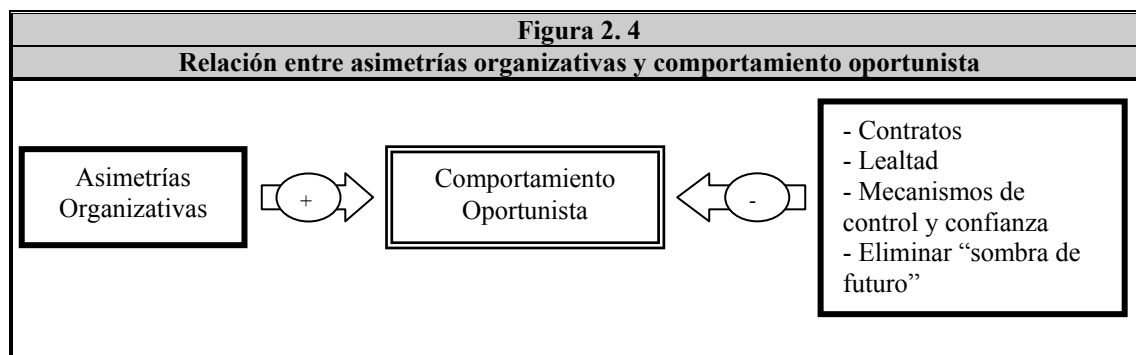 Figura 2. 4
Relación entre asimetrías organizativas y comportamiento oportunista
Asimetrías
Organizativas
+
Comportamiento
Oportunista
-
- Contratos
- Lealtad
- Mecanismos de
control y confianza
- Eliminar “sombra de
futuro”